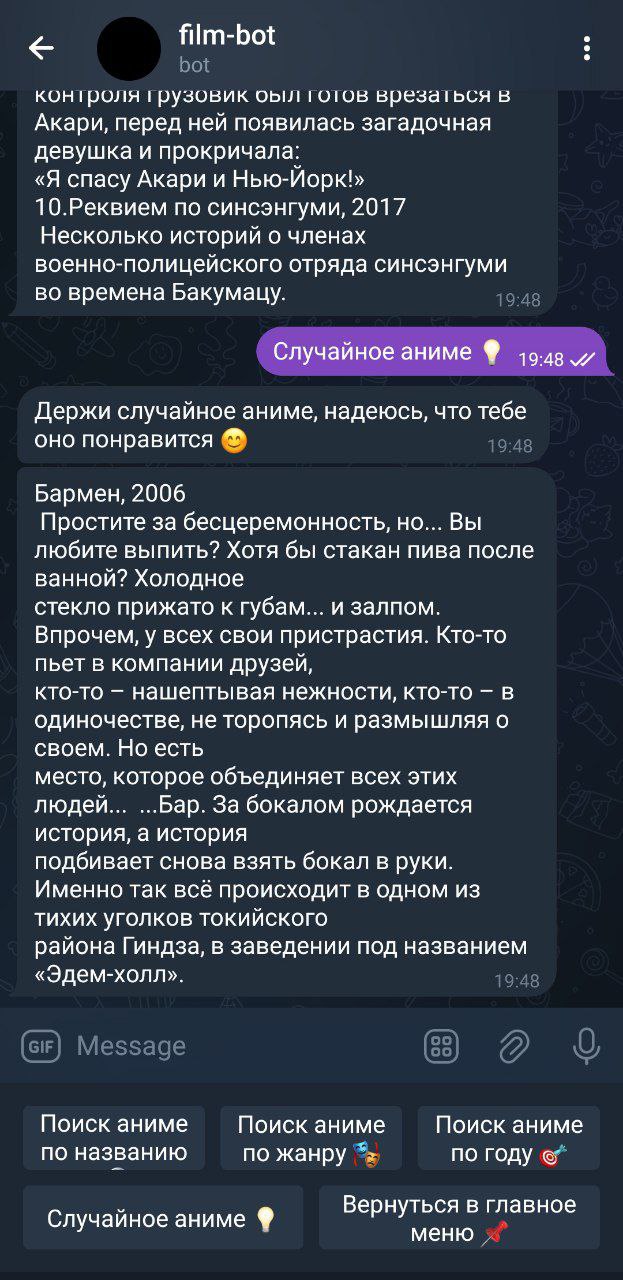 film-bot
bot
контроля грузовик был готов врезаться в
Акари, перед ней появилась загадочная
девушка и прокричала:
«Я спасу Акари и Нью-Йорк!»
10.Реквием по синсэнгуми, 2017
Несколько историй о членах
военно-полицейского отряда синсэнгуми
во времена Бакумацу.
19:48
Случайное аниме 💡 19:48
Держи случайное аниме, надеюсь, что тебе
оно понравится 😊
19:48
Бармен, 2006
Простите за бесцеремонность, но... Вы
любите выпить? Хотя бы стакан пива после
ванной? Холодное
стекло прижато к губам... и залпом.
Впрочем, у всех свои пристрастия. Кто-то
пьет в компании друзей,
кто-то – нашептывая нежности, кто-то – в
одиночестве, не торопясь и размышляя о
своем. Но есть
место, которое объединяет всех этих
людей... ...Бар. За бокалом рождается
история, а история
подбивает снова взять бокал в руки.
Именно так всё происходит в одном из
тихих уголков токийского
района Гиндза, в заведении под названием
«Эдем-холл».
19:48
GIF Message
Поиск аниме
по названию
Поиск аниме
по жанру 🎭
Поиск аниме
по году 🎯
Случайное аниме 💡
Вернуться в главное
меню 📌